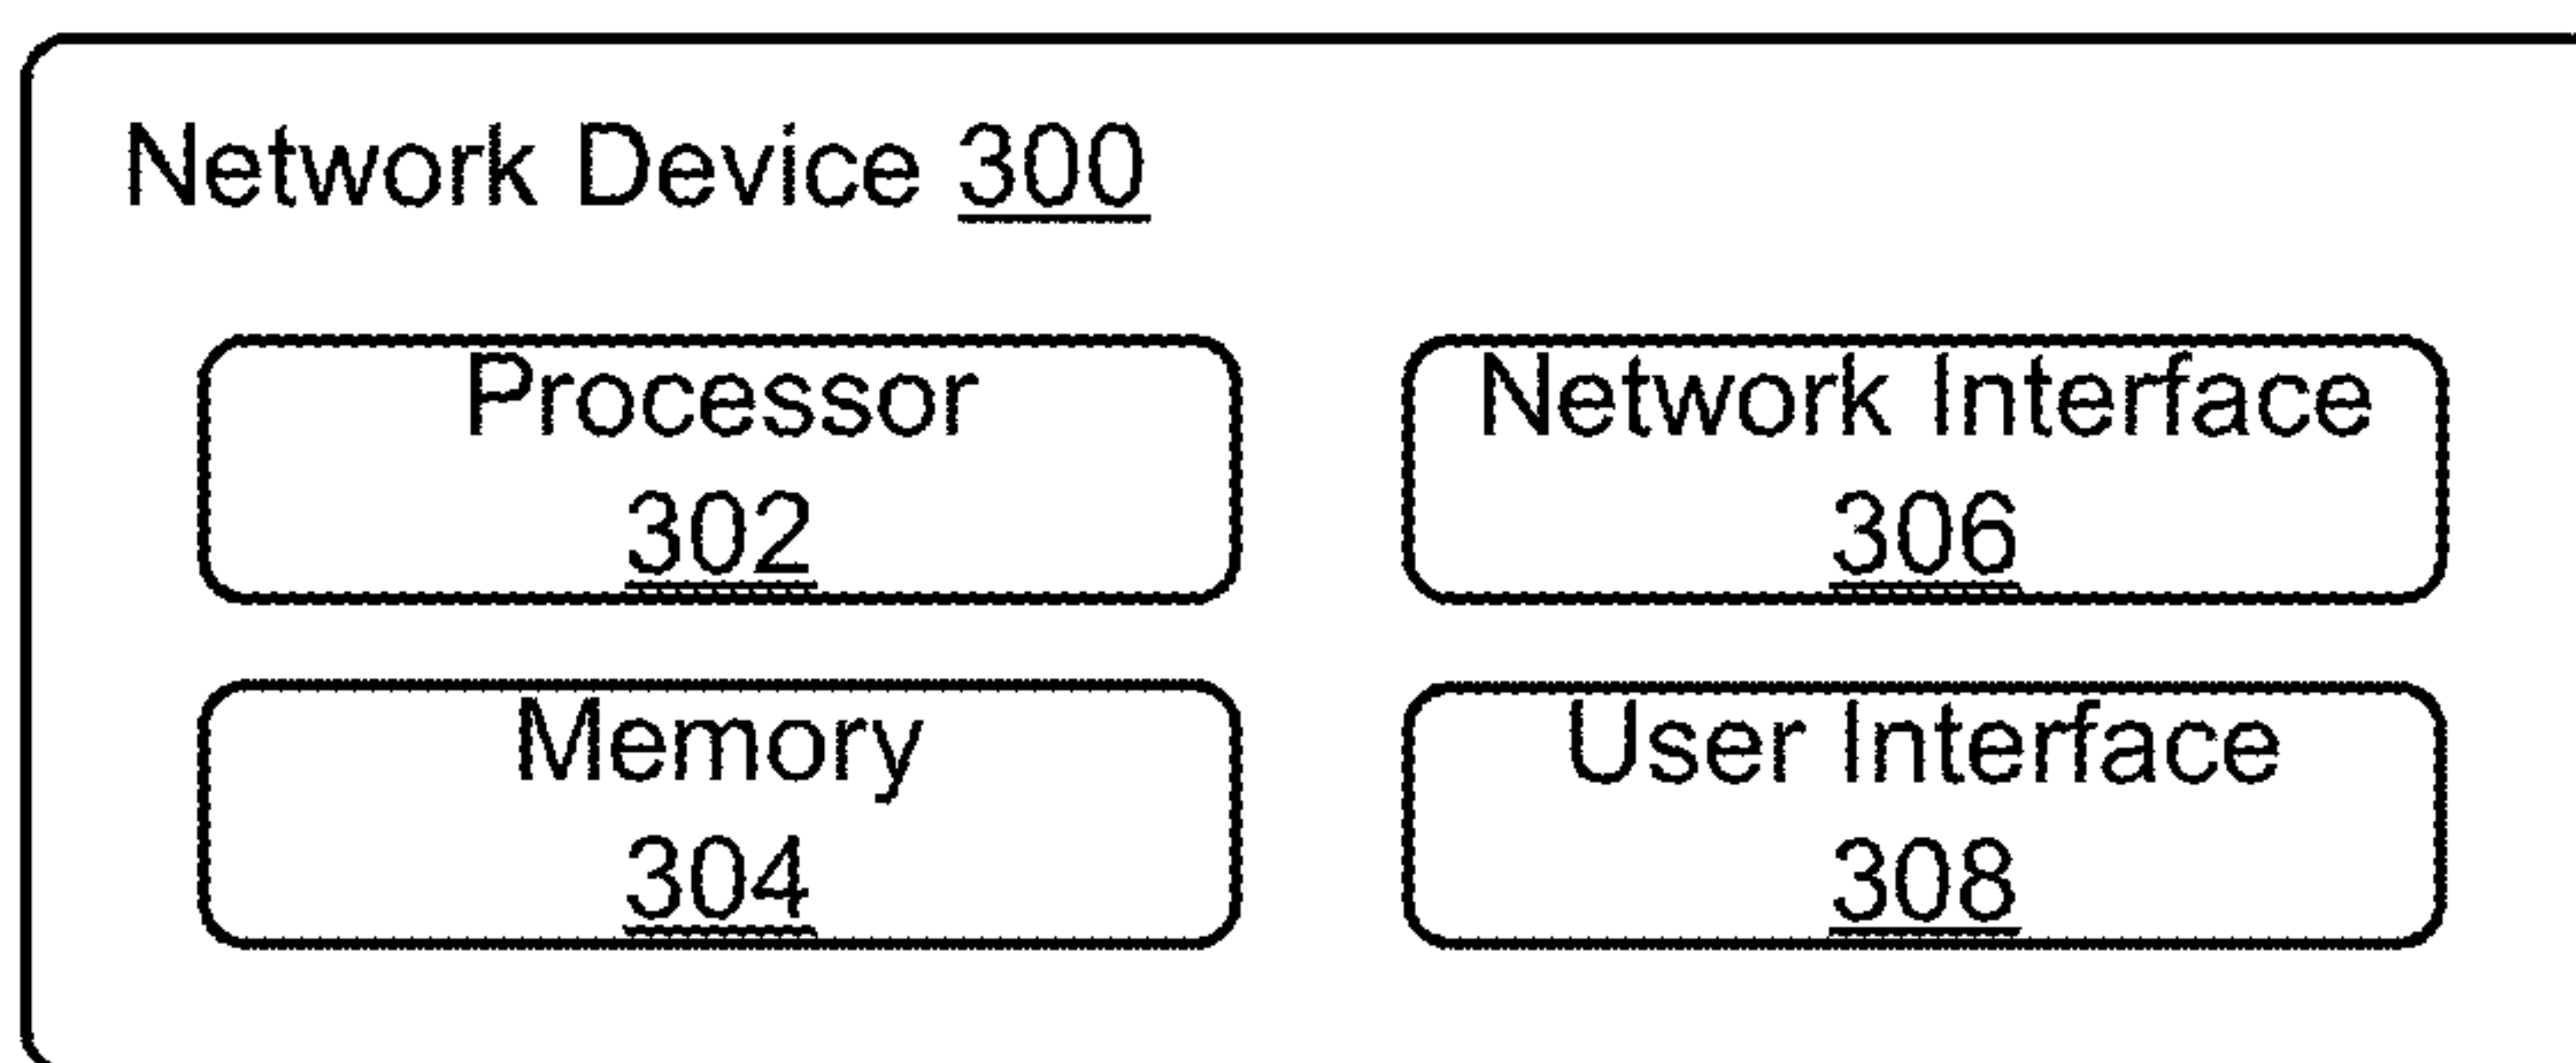 Network Device 300
Processor
302
Network Interface
306
Memory
304
User Interface
308